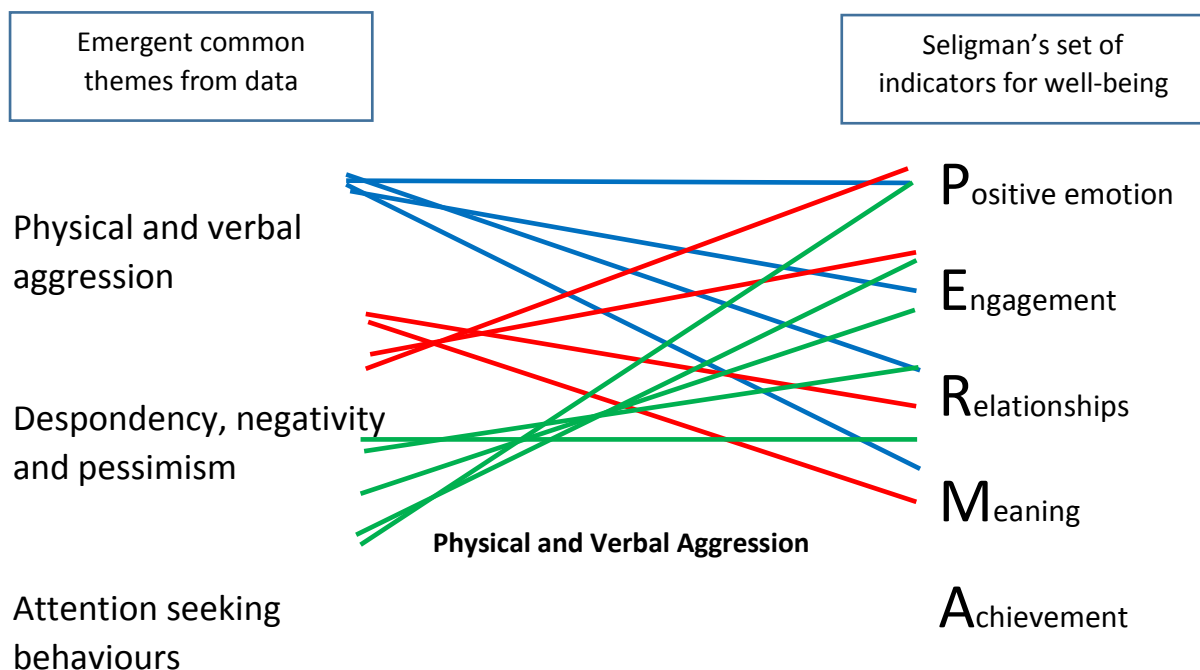 Emergent common
themes from data
Seligman’s set of
indicators for well-being
Physical and verbal
aggression
Despondency, negativity
and pessimism
Attention seeking
behaviours
Positive emotion
Engagement
Relationships
Meaning
Achievement
Physical and Verbal Aggression